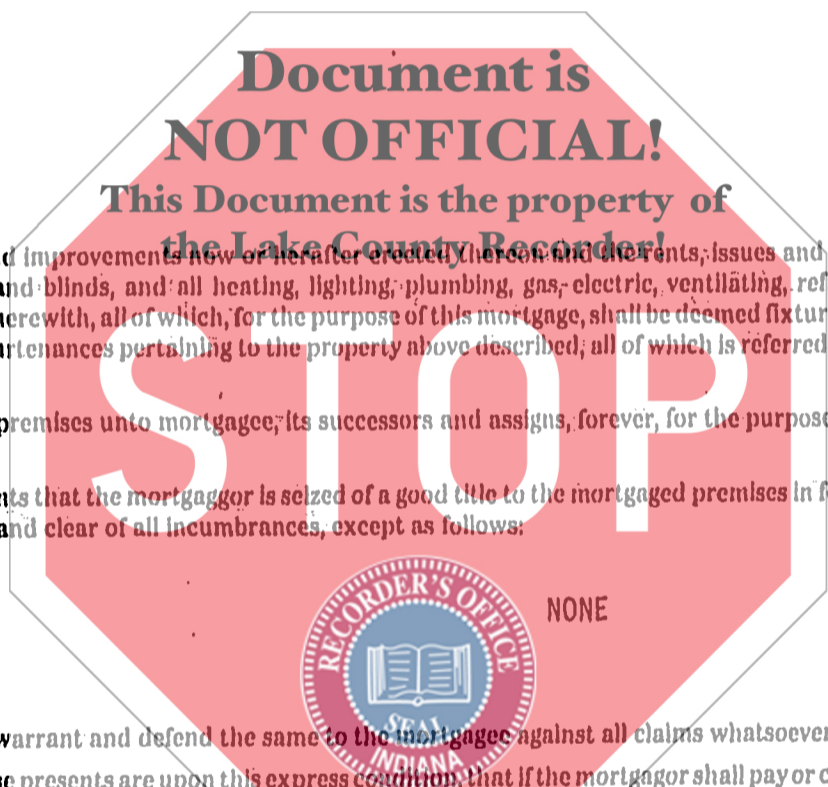 Document is
NOT OFFICIAL!
This Document is the property of
the Lake County Recorder!
d improvements now or herafter erected thereon and the rents, issues and
and blinds, and all heating, lighting, plumbing, gas, electric, ventilating, ref
erewith, all of which, for the purpose of this mortgage, shall be deemed fixtur
rtenances pertaining to the property above described, all of which is referred
STOP
premises unto mortgagee, its successors and assigns, forever, for the purpose
ts that the mortgaggor is seized of a good title to the mortgaged premises in f
and clear of all incumbrances, except as follows:
NONE
RECORDER'S OFFICE
SEAL
INDIANA
warrant and defend the same to the mortgagee against all claims whatsoever
e presents are upon this express condition, that if the mortgagor shall pay or c